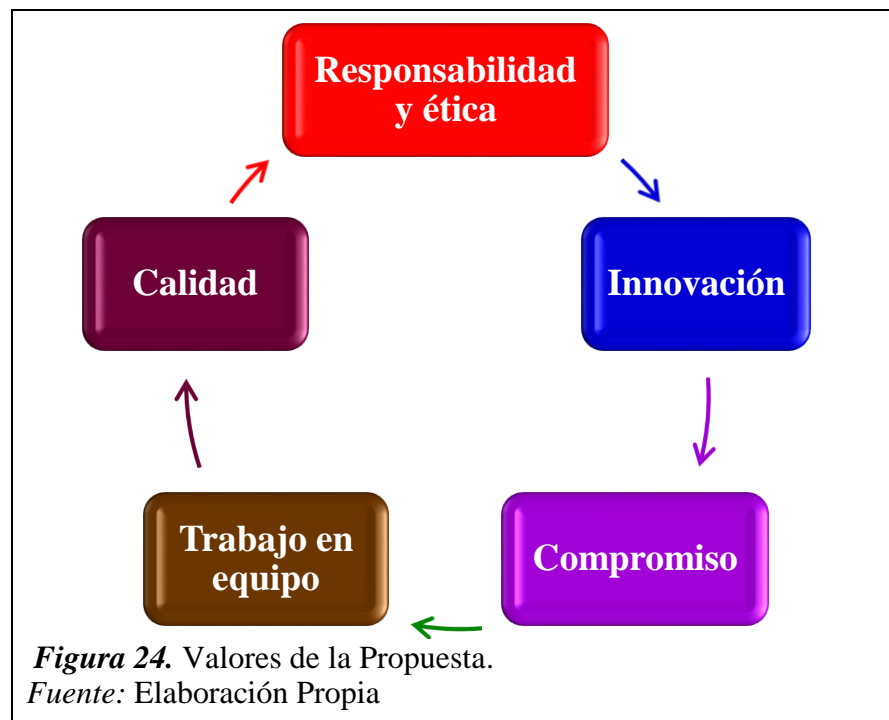 Responsabilidad
y ética
Innovación
Compromiso
Trabajo en
equipo
Calidad
Figura 24. Valores de la Propuesta.
Fuente: Elaboración Propia